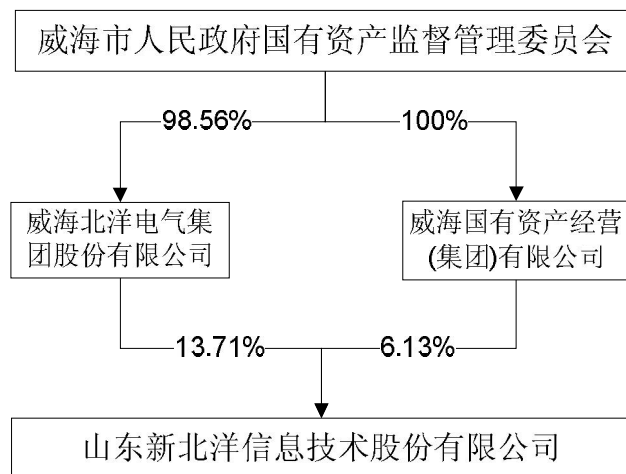 威海市人民政府国有资产监督管理委员会
98.56%
100%
威海北洋电气集
团股份有限公司
威海国有资产经营
(集团)有限公司
13.71%
6.13%
山东新北洋信息技术股份有限公司